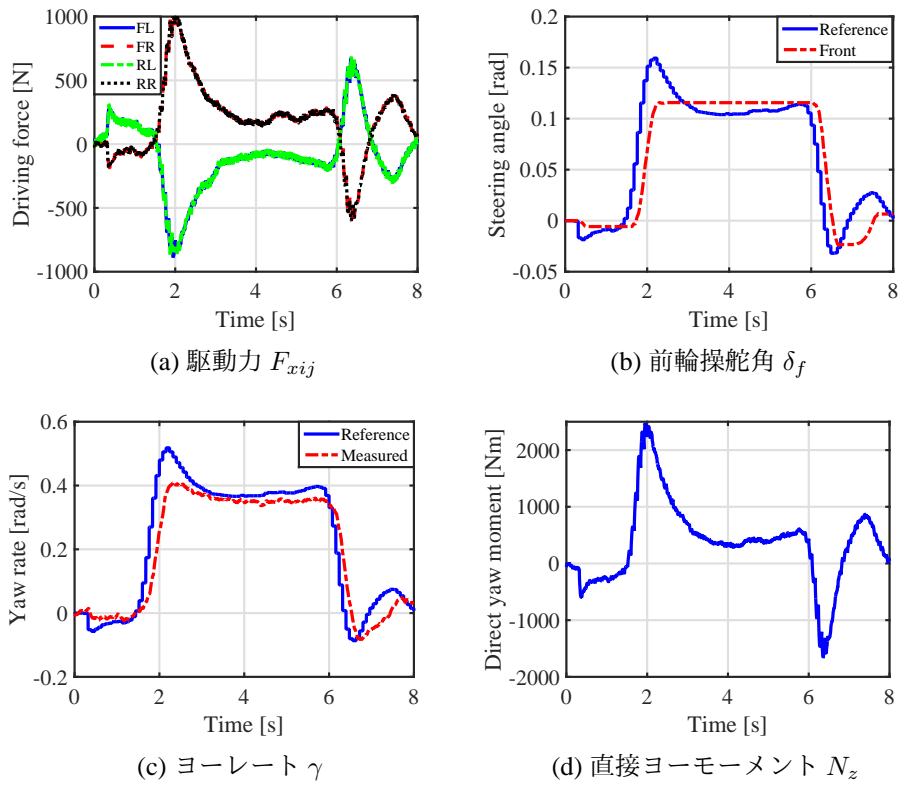 1000
500
0
-500
-1000
Driving force [N]
FL
FR
RL
RR
0 2 4 6 8
Time [s]
(a) 駆動力 F_{xij}
0.2
0.15
0.1
0.05
0
-0.05
Steering angle [rad]
Reference
Front
0 2 4 6 8
Time [s]
(b) 前輪操舵角 δ_f
0.6
0.4
0.2
0
-0.2
Yaw rate [rad/s]
Reference
Measured
0 2 4 6 8
Time [s]
(c) ヨーレート γ
2000
1000
0
-1000
-2000
Direct yaw moment [Nm]
0 2 4 6 8
Time [s]
(d) 直接ヨーモーメント N_z